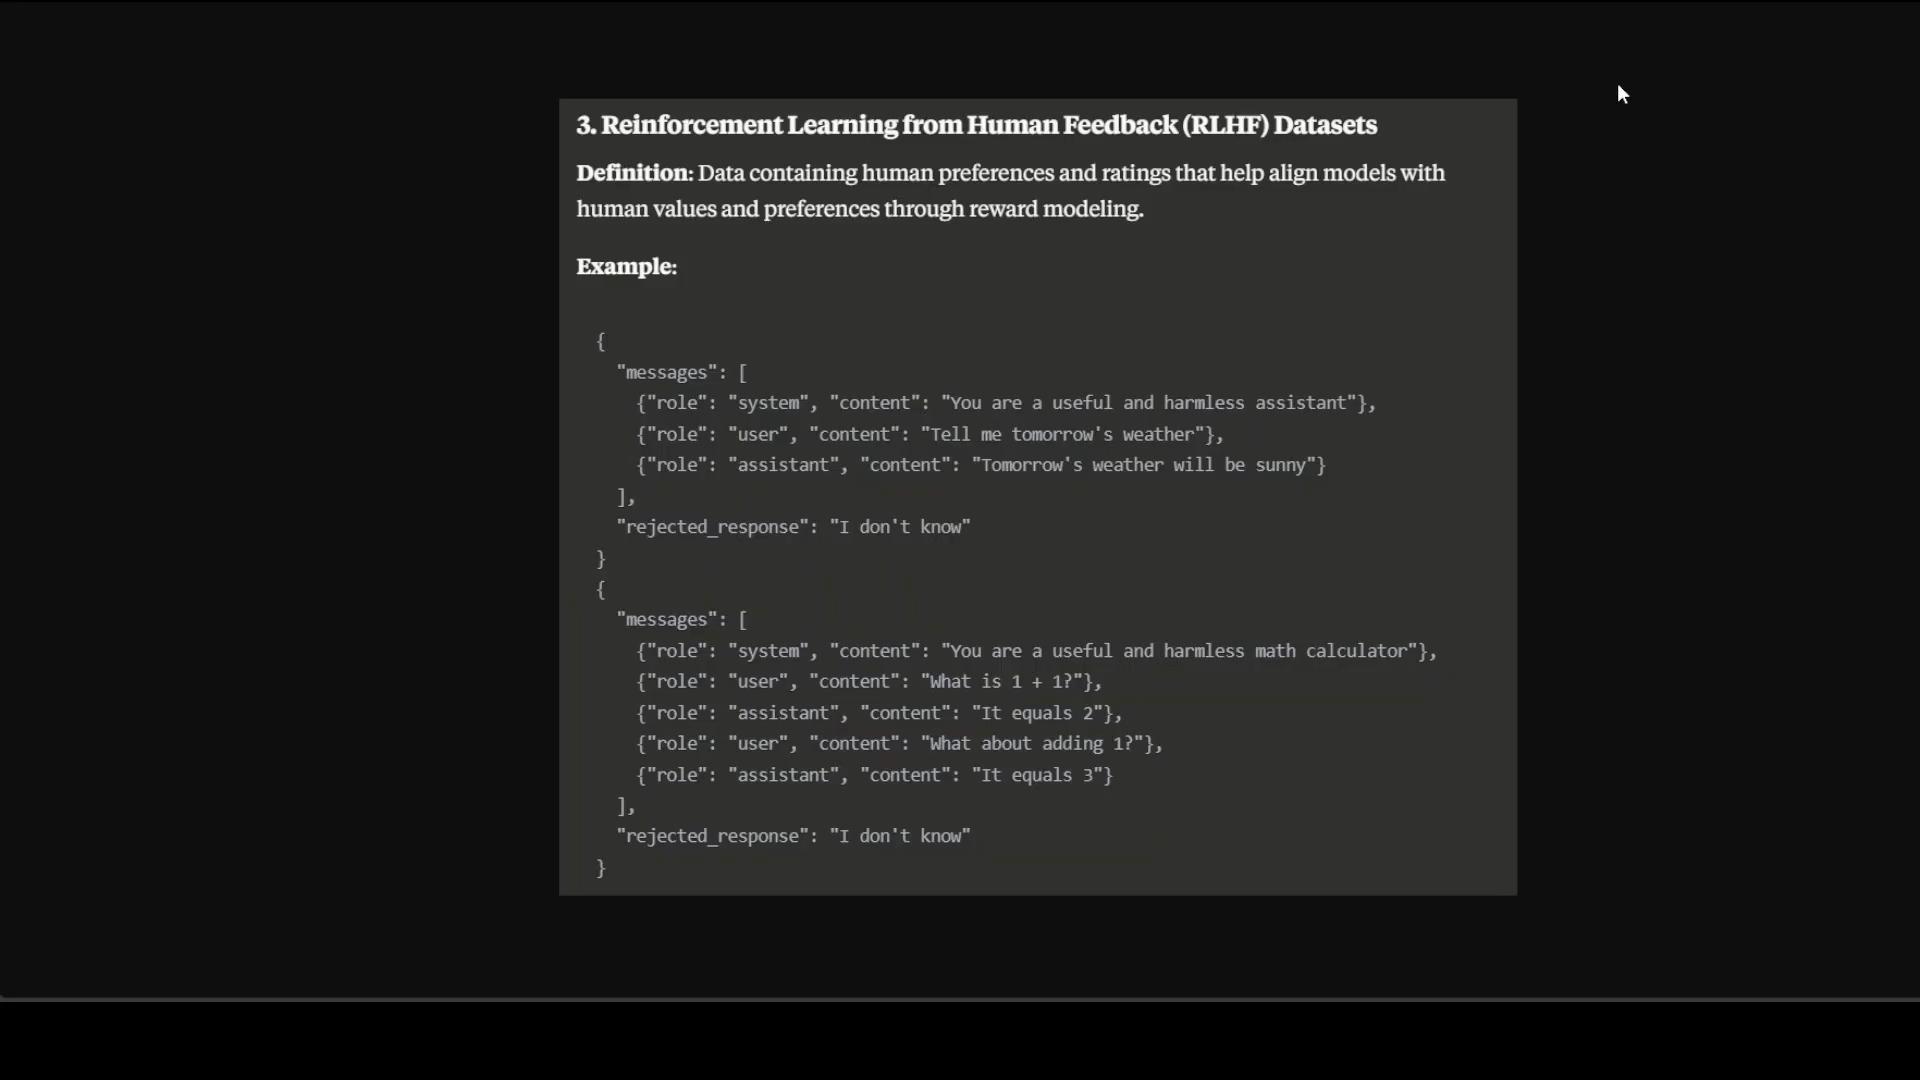 3. Reinforcement Learning from Human Feedback (RLHF) Datasets
Definition: Data containing human preferences and ratings that help align models with
human values and preferences through reward modeling.
Example:
{
"messages": [
{"role": "system", "content": "You are a useful and harmless assistant"},
{"role": "user", "content": "Tell me tomorrow's weather"},
{"role": "assistant", "content": "Tomorrow's weather will be sunny"}
],
"rejected_response": "I don't know"
}
{
"messages": [
{"role": "system", "content": "You are a useful and harmless math calculator"},
{"role": "user", "content": "What is 1 + 1?"},
{"role": "assistant", "content": "It equals 2"},
{"role": "user", "content": "What about adding 1?"},
{"role": "assistant", "content": "It equals 3"}
],
"rejected_response": "I don't know"
}